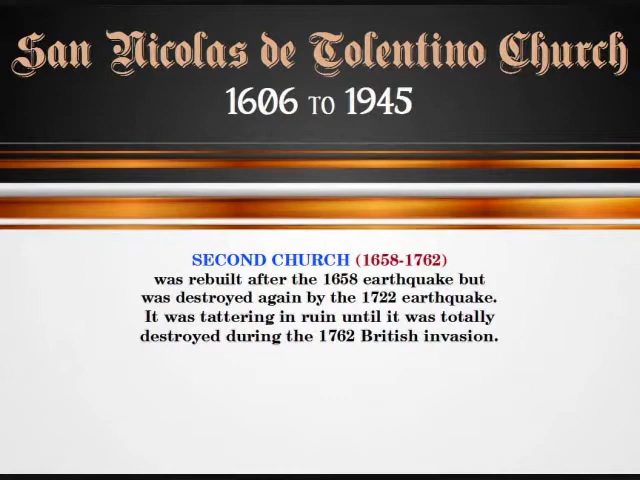 San Nicolas de Tolentino Church
1606 TO 1945
SECOND CHURCH (1658-1762)
was rebuilt after the 1658 earthquake but
was destroyed again by the 1722 earthquake.
It was tattering in ruin until it was totally
destroyed during the 1762 British invasion.